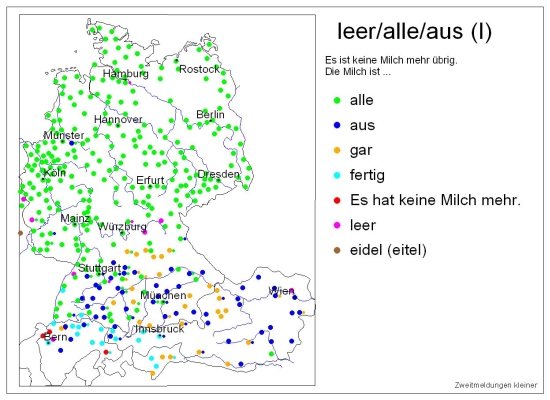 leer/alle/aus (I)
Es ist keine Milch mehr übrig.
Die Milch ist ...
alle
aus
gar
fertig
Es hat keine Milch mehr.
leer
eidel (eitel)
Hamburg
Rostock
Hannover
Berlin
Münster
Köln
Erfurt
Dresden
Mainz
Würzburg
Stuttgart
München
Wien
Innsbruck
Bern
Zweitmeldungen kleiner